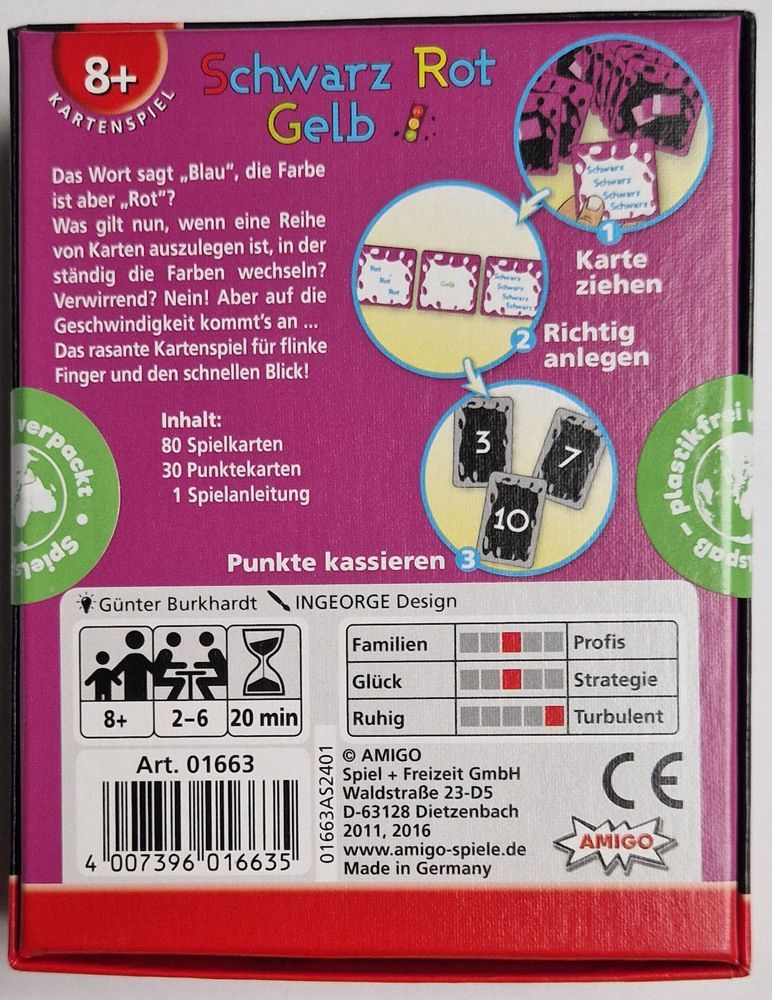 8+
KARTENSPIEL
Schwarz Rot
Gelb
Das Wort sagt „Blau", die Farbe
ist aber „Rot"?
Was gilt nun, wenn eine Reihe
von Karten auszulegen ist, in der
ständig die Farben wechseln?
Verwirrend? Nein! Aber auf die
Geschwindigkeit kommt's an ...
Das rasante Kartenspiel für flinke
Finger und den schnellen Blick!
Schwarz
Schwarz
Schwarz
Schwarz
1
Karte
ziehen
Rot
Rot
Rot
Gelb
Schwarz
Schwarz
Schwarz
Schwarz
2 Richtig
anlegen
Inhalt:
80 Spielkarten
30 Punktekarten
1 Spielanleitung
3
7
10
Punkte kassieren 3
verpackt • Spiels
spaß – plastikfrei v
Günter Burkhardt INGEORGE Design
8+ 2–6 20 min
Familien Profis
Glück Strategie
Ruhig Turbulent
Art. 01663
4 007396 016635
01663AS2401
© AMIGO
Spiel + Freizeit GmbH
Waldstraße 23-D5
D-63128 Dietzenbach
2011, 2016
www.amigo-spiele.de
Made in Germany
CE
AMIGO